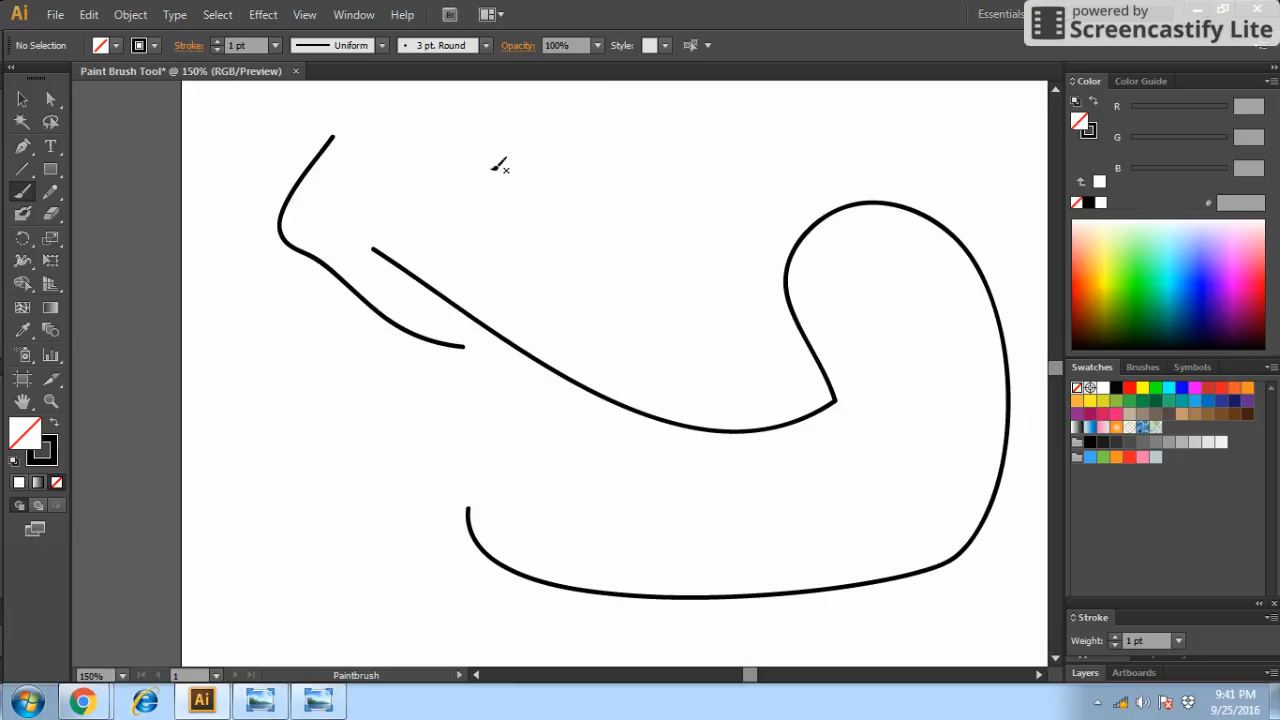 Ai File Edit Object Type Select Effect View Window Help Br Essentials
powered by
Screencastify Lite
No Selection Stroke: 1 pt Uniform 3 pt. Round Opacity: 100% Style:
Paint Brush Tool* @ 150% (RGB/Preview) ×
Color Color Guide
R
G
B
#
Swatches Brushes Symbols
Stroke
Weight: 1 pt
Layers Artboards
150% 1 Paintbrush
Ai
9:41 PM
9/25/2016